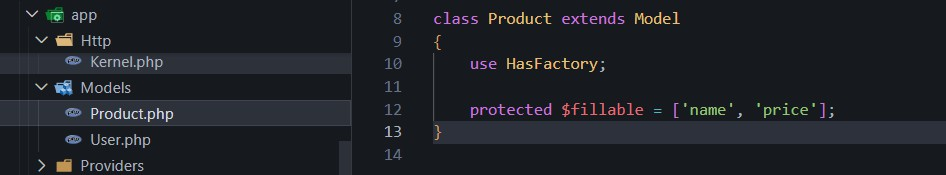 app
Http
Kernel.php
Models
Product.php
User.php
Providers
8 class Product extends Model
9 {
10 use HasFactory;
11
12 protected $fillable = ['name', 'price'];
13 }
14